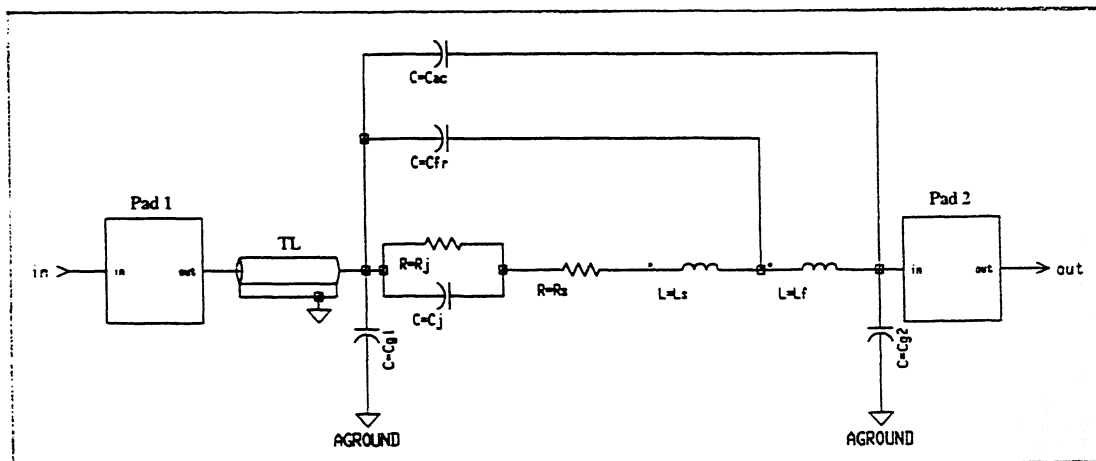 C=Cac
C=Cfr
Pad 1
Pad 2
TL
in
in
out
R=Rj
C=Cj
R=Rs
L=Ls
L=Lf
in
out
out
C=Cg1
C=Cg2
AGROUND
AGROUND